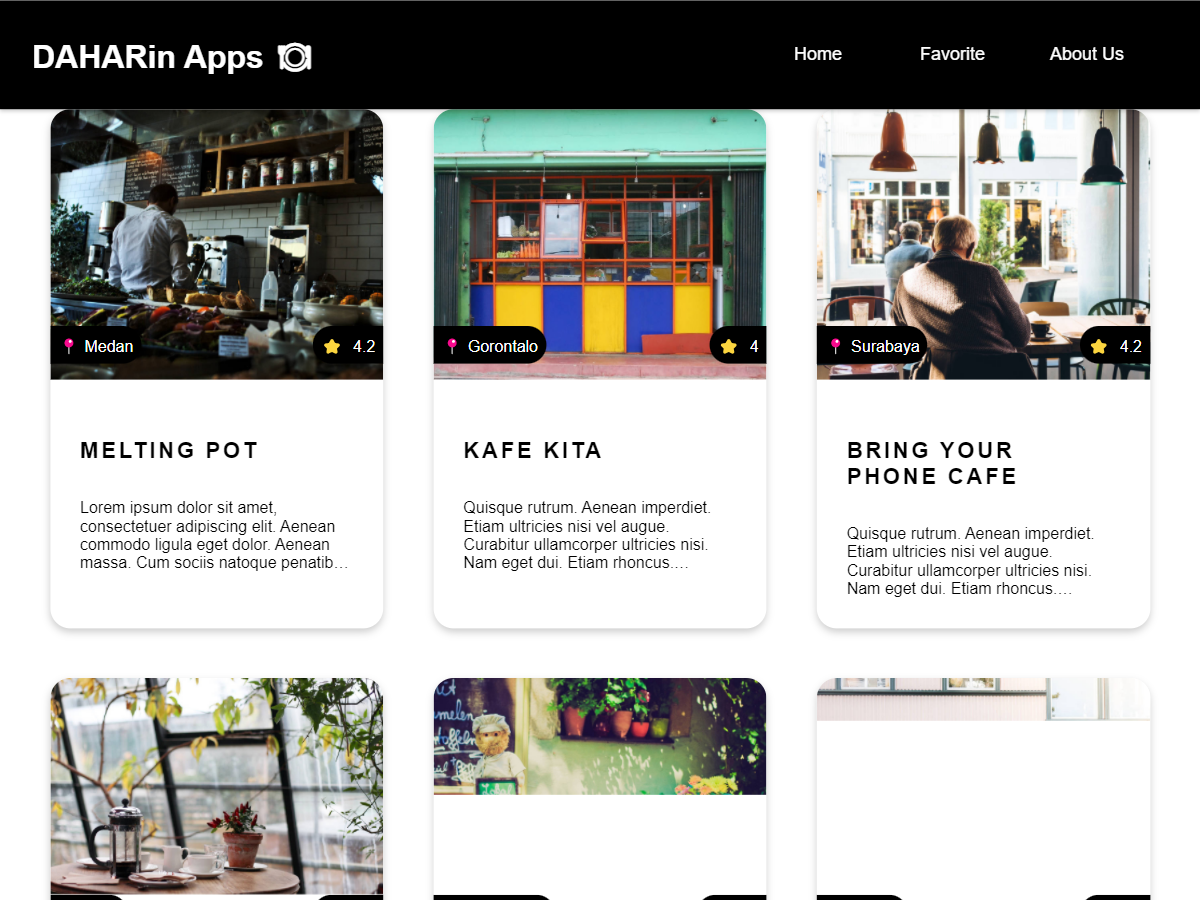 DAHARin Apps
Home
Favorite
About Us
Medan
4.2
Gorontalo
4
Surabaya
4.2
MELTING POT
Lorem ipsum dolor sit amet,
consectetuer adipiscing elit. Aenean
commodo ligula eget dolor. Aenean
massa. Cum sociis natoque penatib…
KAFE KITA
Quisque rutrum. Aenean imperdiet.
Etiam ultricies nisi vel augue.
Curabitur ullamcorper ultricies nisi.
Nam eget dui. Etiam rhoncus.…
BRING YOUR
PHONE CAFE
Quisque rutrum. Aenean imperdiet.
Etiam ultricies nisi vel augue.
Curabitur ullamcorper ultricies nisi.
Nam eget dui. Etiam rhoncus.…